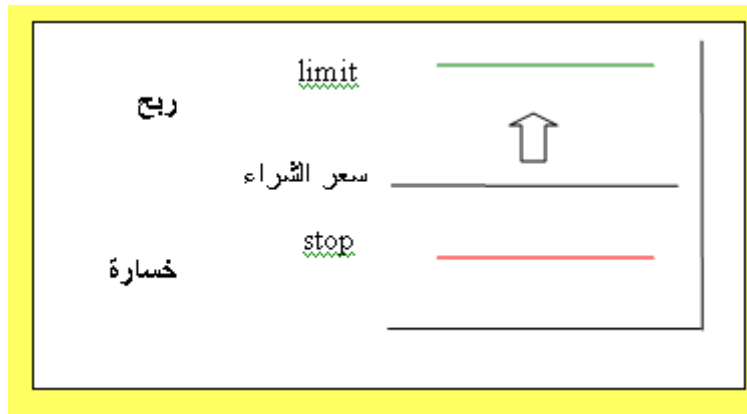 limit
ربح
سعر الشراء
stop
خسارة